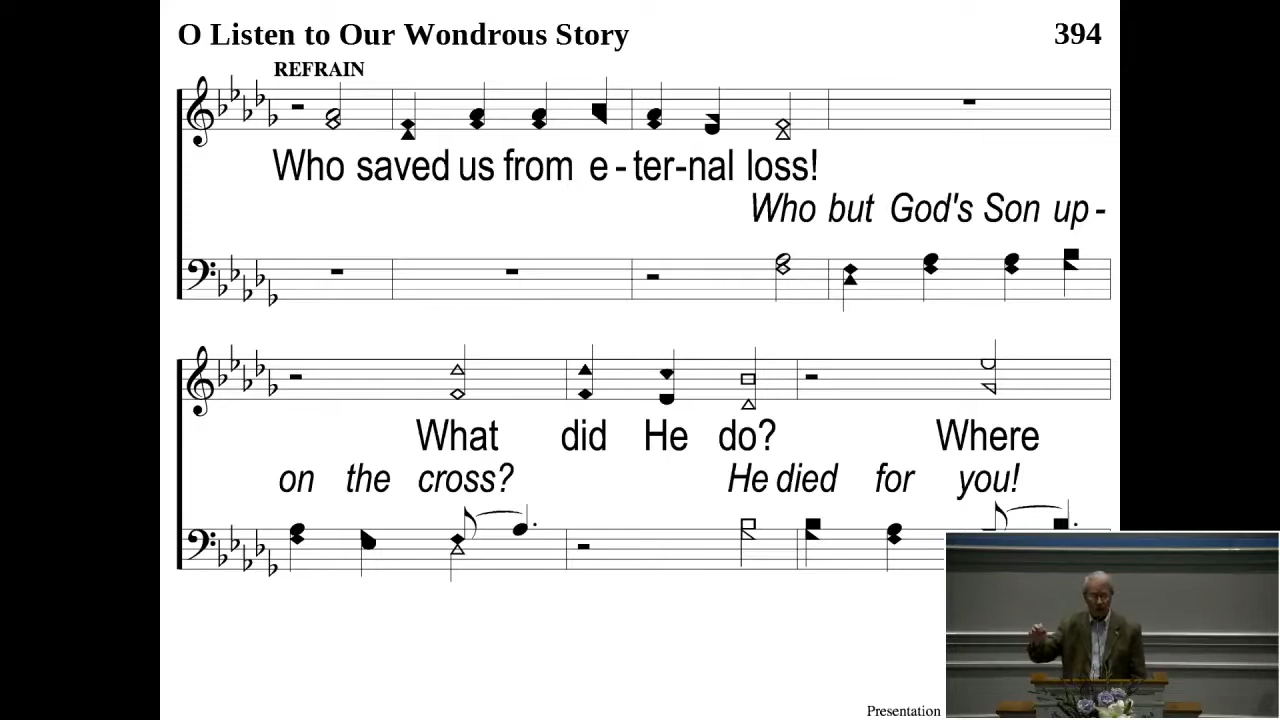 O Listen to Our Wondrous Story 394
REFRAIN
Who saved us from e - ter - nal loss!
Who but God's Son up -
What did He do? Where
on the cross? He died for you!
Presentation